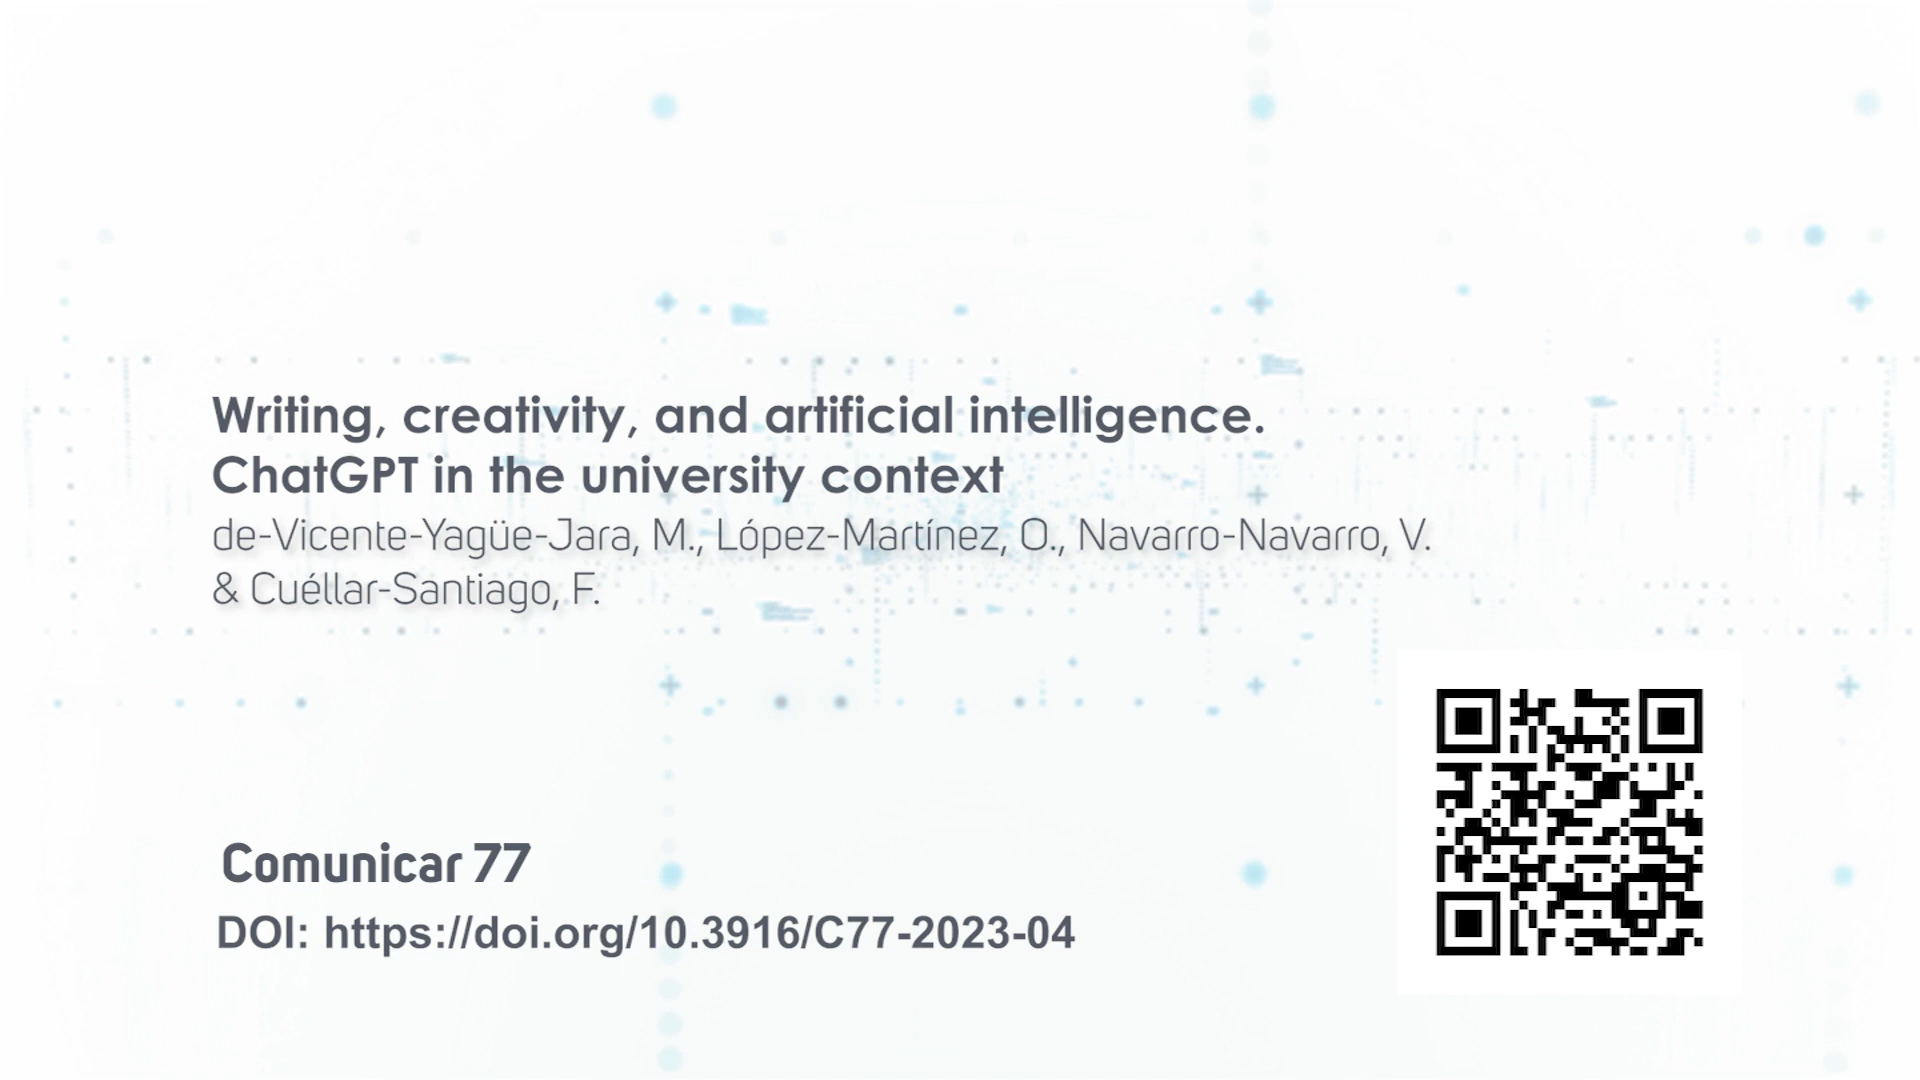 Writing, creativity, and artificial intelligence.
ChatGPT in the university context
de-Vicente-Yagüe-Jara, M., López-Martínez, O., Navarro-Navarro, V.
& Cuéllar-Santiago, F.
Comunicar 77
DOI: https://doi.org/10.3916/C77-2023-04